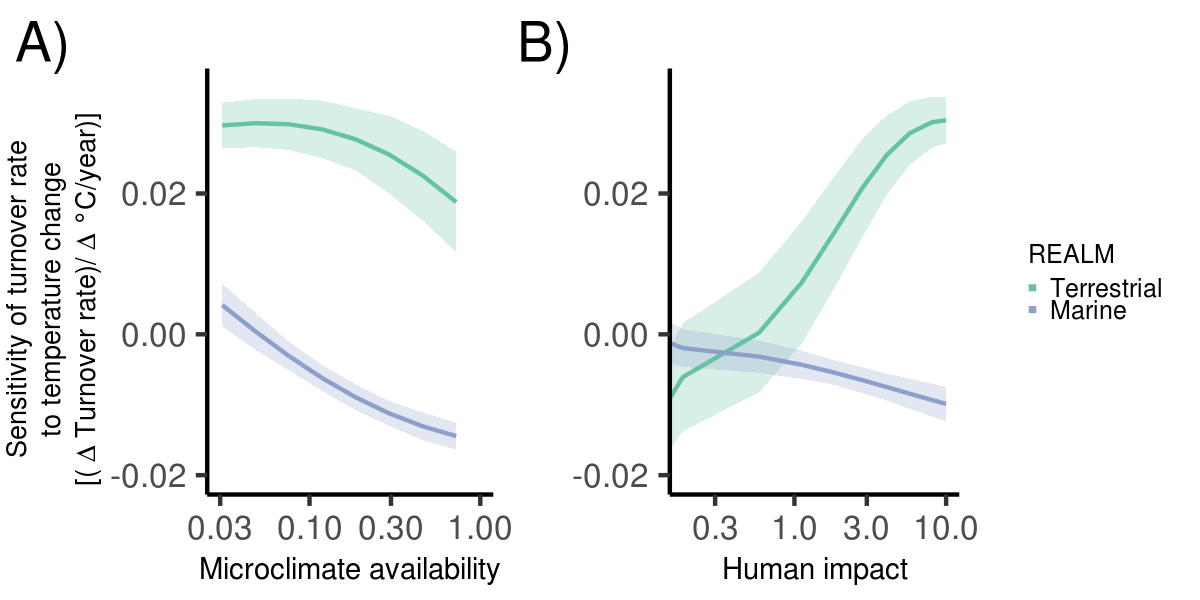 A)
B)
Sensitivity of turnover rate
to temperature change
[(Δ Turnover rate)/ Δ °C/year)]
0.02
0.00
-0.02
0.03 0.10 0.30 1.00
Microclimate availability
0.02
0.00
-0.02
0.3 1.0 3.0 10.0
Human impact
REALM
Terrestrial
Marine